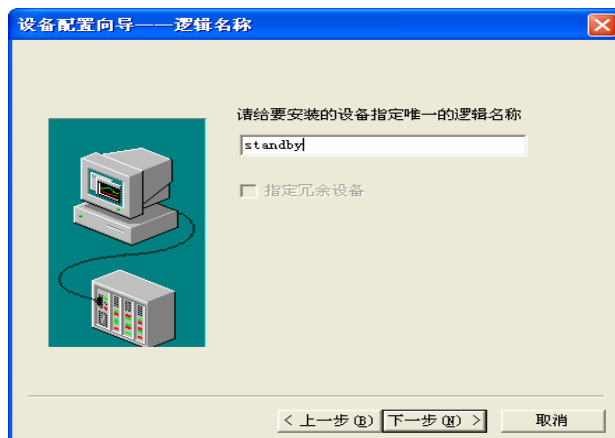 设备配置向导——逻辑名称
请给要安装的设备指定唯一的逻辑名称
standby
指定冗余设备
< 上一步(B) 下一步(N) > 取消